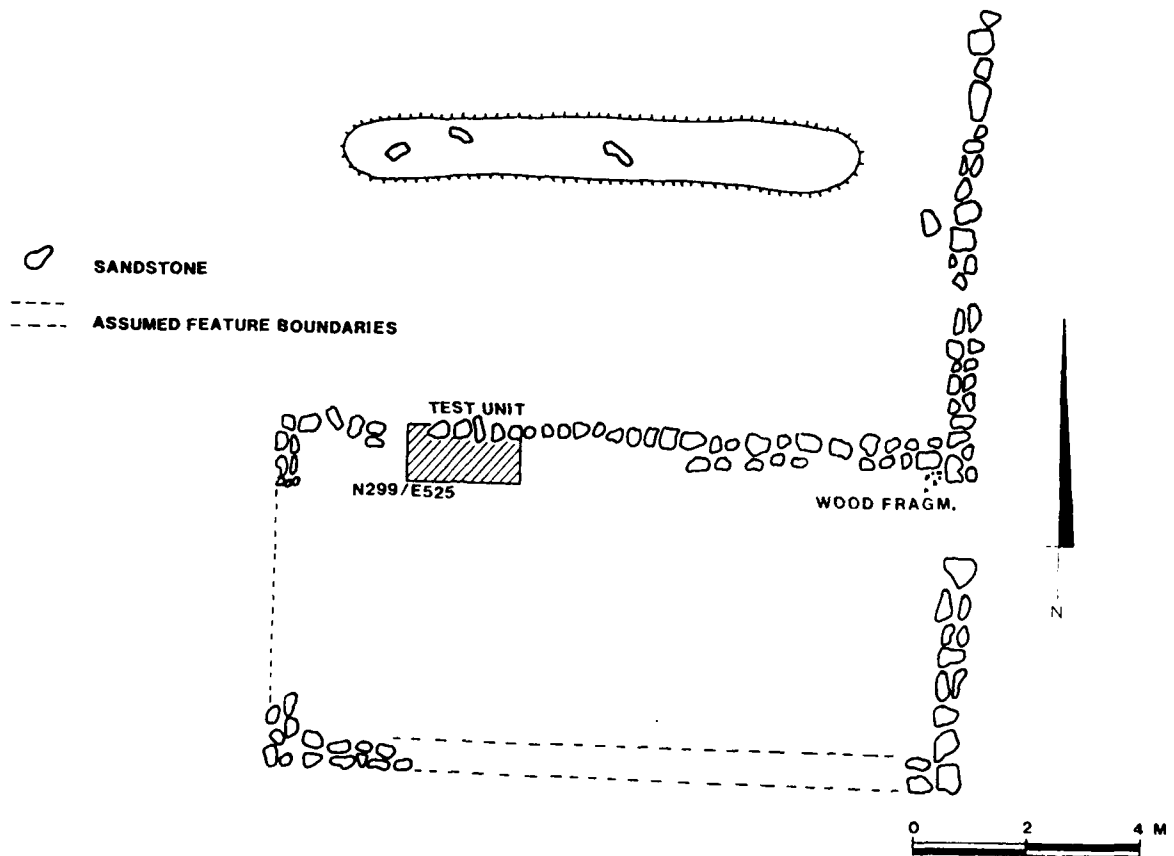 SANDSTONE
ASSUMED FEATURE BOUNDARIES
TEST UNIT
N299/E525
WOOD FRAGM.
N
0 2 4 M